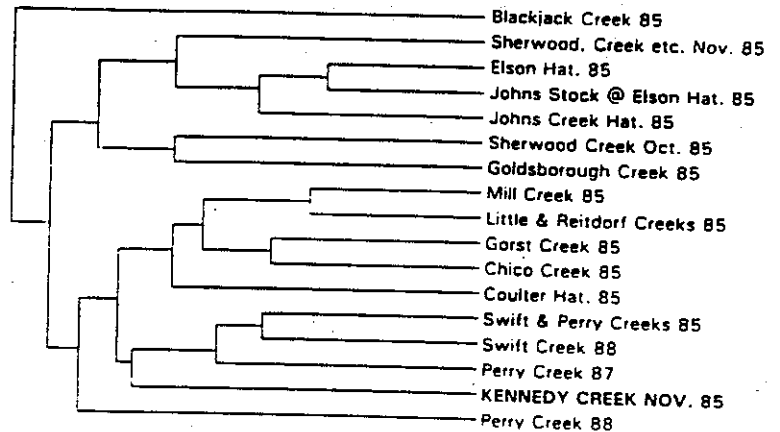 Blackjack Creek 85
Sherwood, Creek etc. Nov. 85
Elson Hat. 85
Johns Stock @ Elson Hat. 85
Johns Creek Hat. 85
Sherwood Creek Oct. 85
Goldsborough Creek 85
Mill Creek 85
Little & Reitdorf Creeks 85
Gorst Creek 85
Chico Creek 85
Coulter Hat. 85
Swift & Perry Creeks 85
Swift Creek 88
Perry Creek 87
KENNEDY CREEK NOV. 85
Perry Creek 88